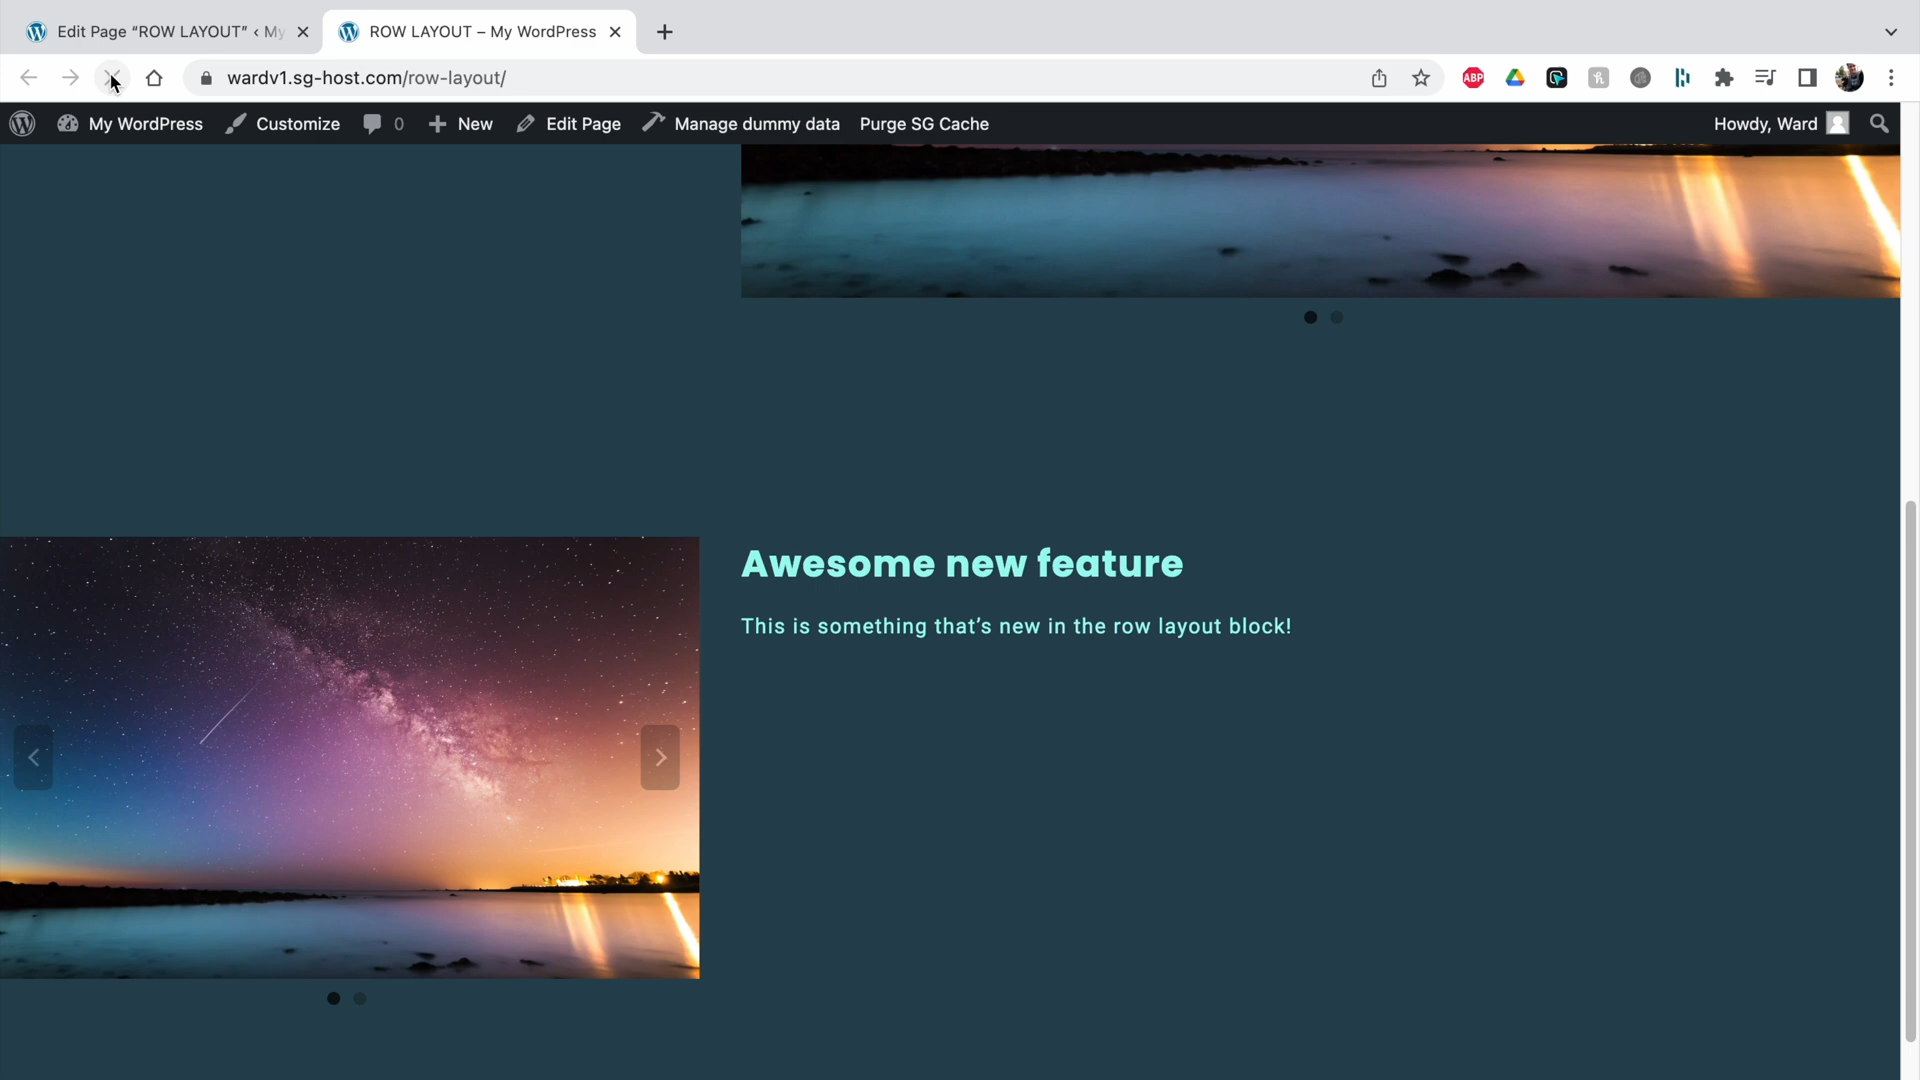 Edit Page “ROW LAYOUT” ‹ My
ROW LAYOUT – My WordPress
wardv1.sg-host.com/row-layout/
ABP
My WordPress
Customize
0
New
Edit Page
Manage dummy data
Purge SG Cache
Howdy, Ward
Awesome new feature
This is something that’s new in the row layout block!